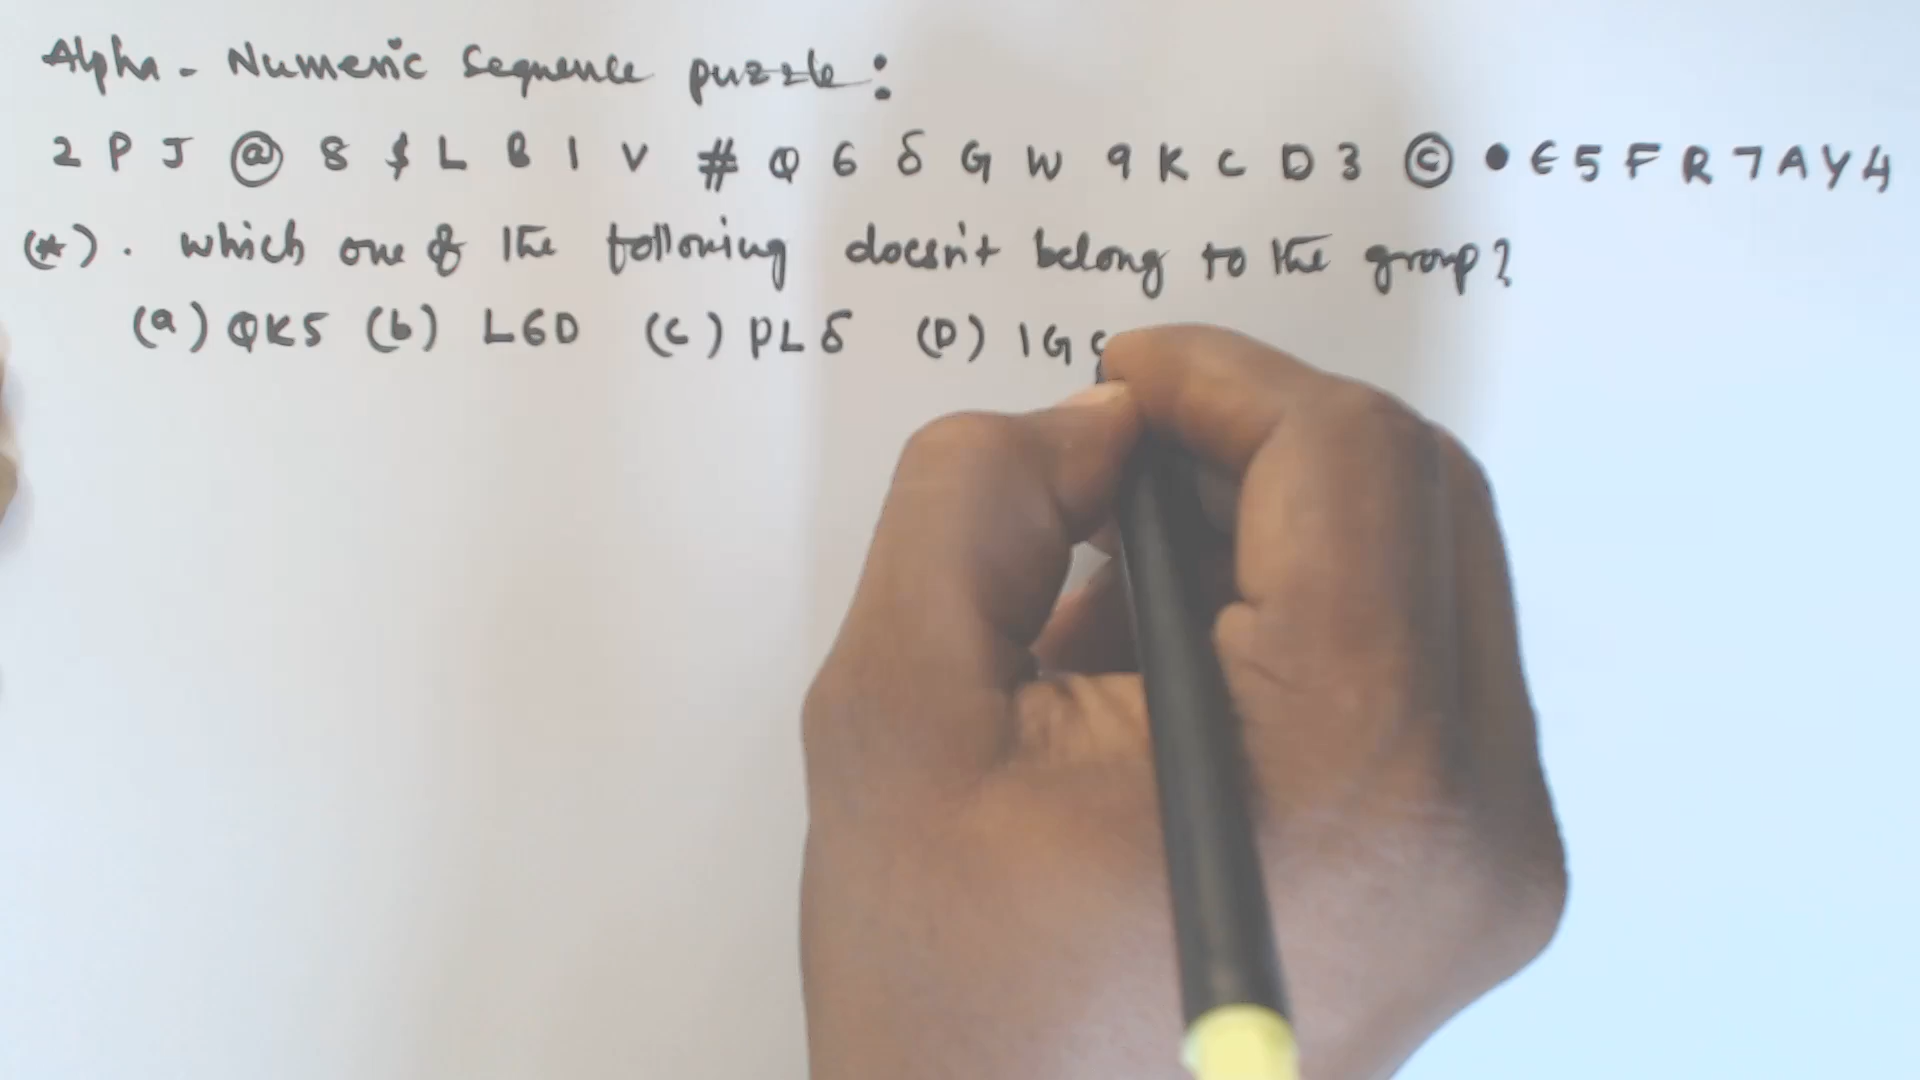 Alpha - Numeric Sequence puzzle:
2 P J @ 8 $ L B 1 V # Q 6 δ G W 9 K C D 3 © • E 5 F R 7 A Y 4
(*). which one of the following doesn't belong to the group?
(a) QK5 (b) L6D (C) PLδ (D) 1G